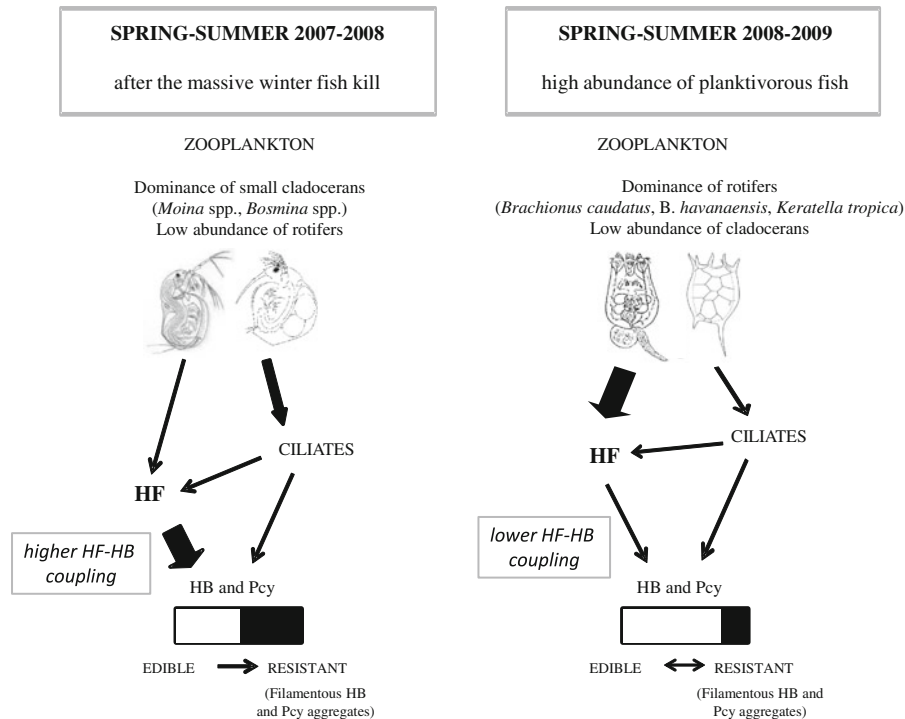 SPRING-SUMMER 2007-2008
after the massive winter fish kill
ZOOPLANKTON
Dominance of small cladocerans
(Moina spp., Bosmina spp.)
Low abundance of rotifers
CILIATES
HF
higher HF-HB
coupling
HB and Pcy
EDIBLE RESISTANT
(Filamentous HB
and Pcy aggregates)
SPRING-SUMMER 2008-2009
high abundance of planktivorous fish
ZOOPLANKTON
Dominance of rotifers
(Brachionus caudatus, B. havanaensis, Keratella tropica)
Low abundance of cladocerans
CILIATES
HF
lower HF-HB
coupling
HB and Pcy
EDIBLE RESISTANT
(Filamentous HB and
Pcy aggregates)